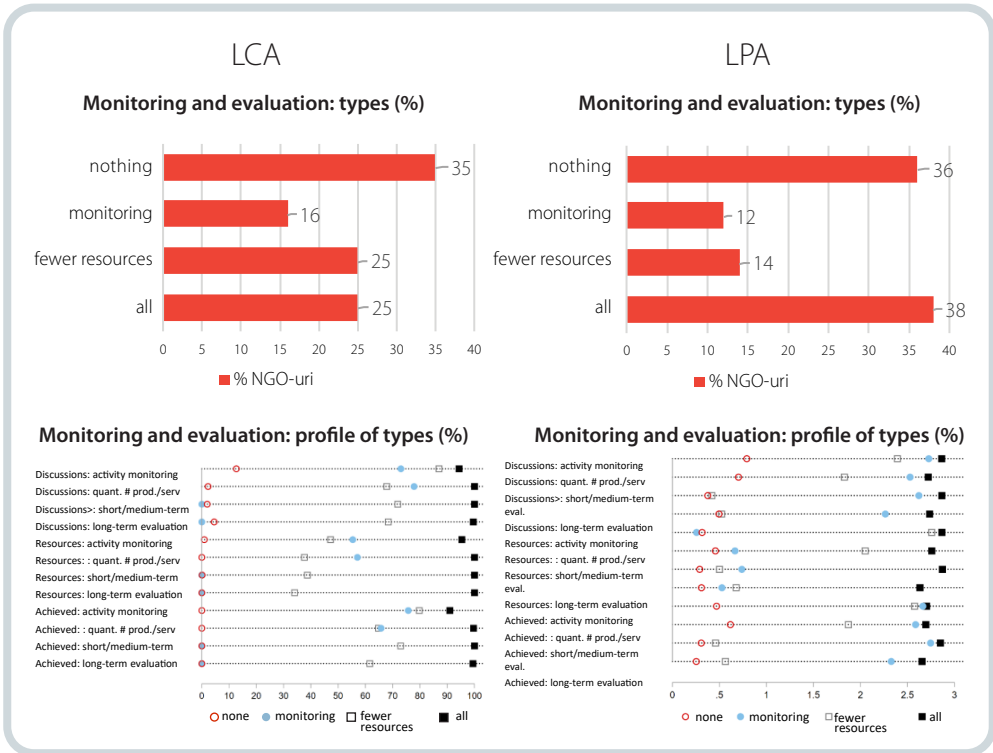 LCA
Monitoring and evaluation: types (%)
nothing
35
monitoring
16
fewer resources
25
all
25
0 5 10 15 20 25 30 35 40
% NGO-uri
LPA
Monitoring and evaluation: types (%)
nothing
36
monitoring
12
fewer resources
14
all
38
0 5 10 15 20 25 30 35 40
% NGO-uri
Monitoring and evaluation: profile of types (%)
Discussions: activity monitoring
Discussions: quant. # prod./serv
Discussions>: short/medium-term
Discussions: long-term evaluation
Resources: activity monitoring
Resources: : quant. # prod./serv
Resources: short/medium-term
Resources: long-term evaluation
Achieved: activity monitoring
Achieved: : quant. # prod./serv
Achieved: short/medium-term
Achieved: long-term evaluation
0 20 40 60 80 100
none monitoring fewer
resources all
Monitoring and evaluation: profile of types (%)
Discussions: activity monitoring
Discussions: quant. # prod./serv
Discussions>: short/medium-term
eval.
Discussions: long-term evaluation
Resources: activity monitoring
Resources: : quant. # prod./serv
Resources: short/medium-term
eval.
Resources: long-term evaluation
Achieved: activity monitoring
Achieved: : quant. # prod./serv
Achieved: short/medium-term
eval.
Achieved: long-term evaluation
0 0.5 1 1.5 2 2.5 3
none monitoring fewer
resources all